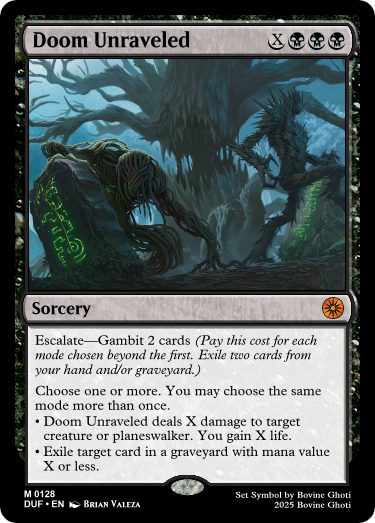 Doom Unraveled X
Sorcery
Escalate—Gambit 2 cards (Pay this cost for each
mode chosen beyond the first. Exile two cards from
your hand and/or graveyard.)
Choose one or more. You may choose the same
mode more than once.
• Doom Unraveled deals X damage to target
creature or planeswalker. You gain X life.
• Exile target card in a graveyard with mana value
X or less.
M 0128
DUF • EN Brian Valeza
Set Symbol by Bovine Ghoti
2025 Bovine Ghoti